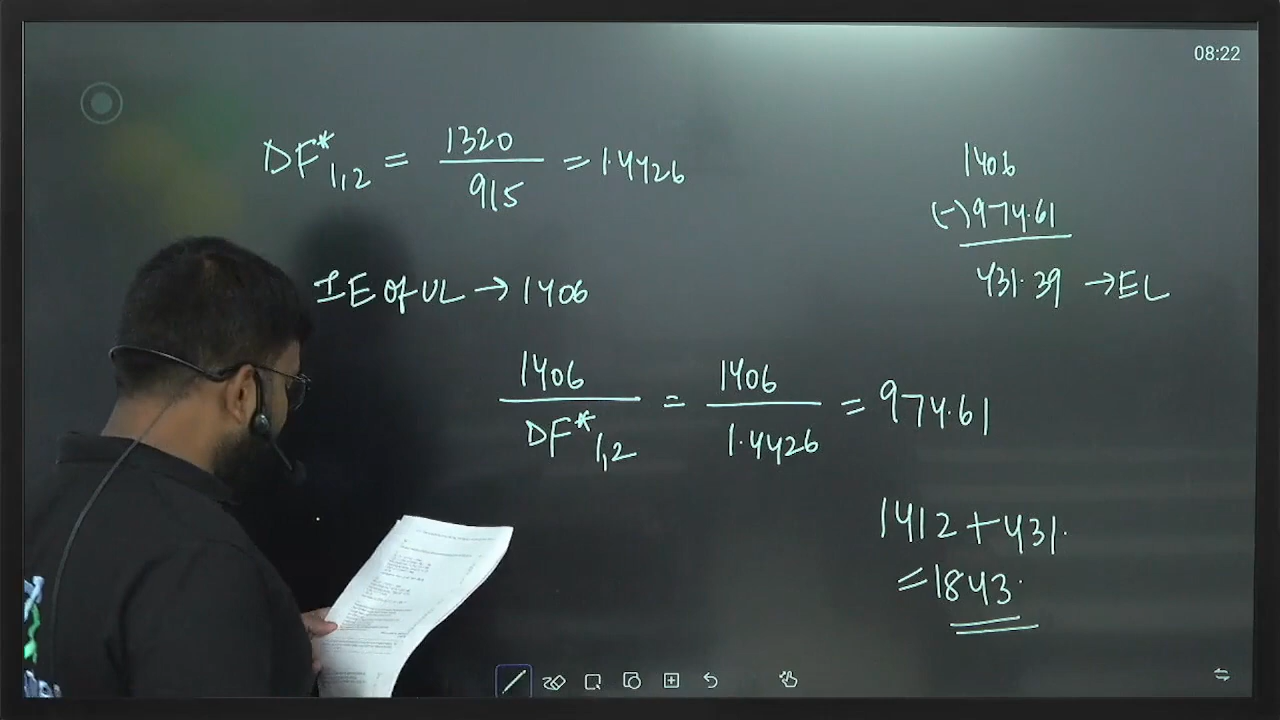 08:22
DF*1,2 = 1320/915 = 1.4426
1406
(-)974.61
431.39 → EL
IE of UL → 1406
1406/DF*1,2 = 1406/1.4426 = 974.61
1412 + 431.
= 1843.